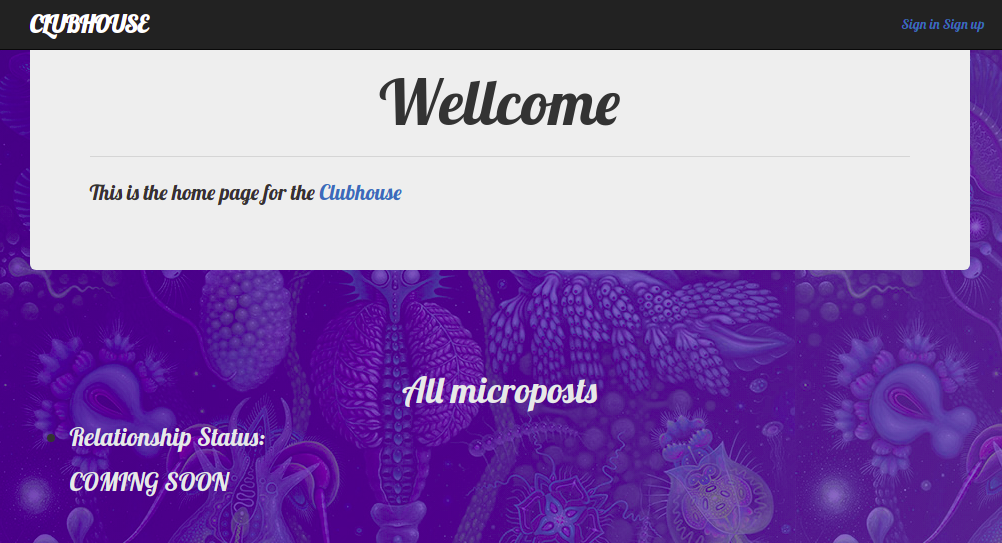 CLUBHOUSE
Sign in Sign up
Wellcome
This is the home page for the Clubhouse
All microposts
Relationship Status:
COMING SOON